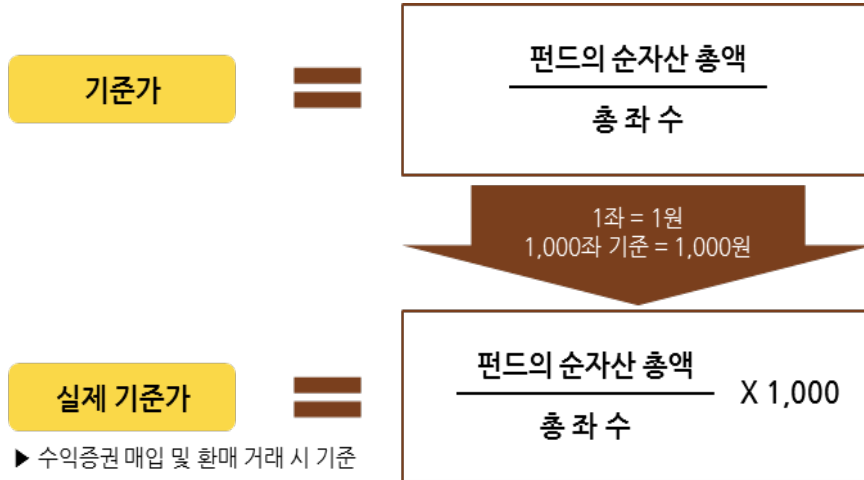 기준가
펀드의 순자산 총액
총 좌 수
1좌 = 1원
1,000좌 기준 = 1,000원
실제 기준가
펀드의 순자산 총액
총 좌 수
X 1,000
▶ 수익증권 매입 및 환매 거래 시 기준